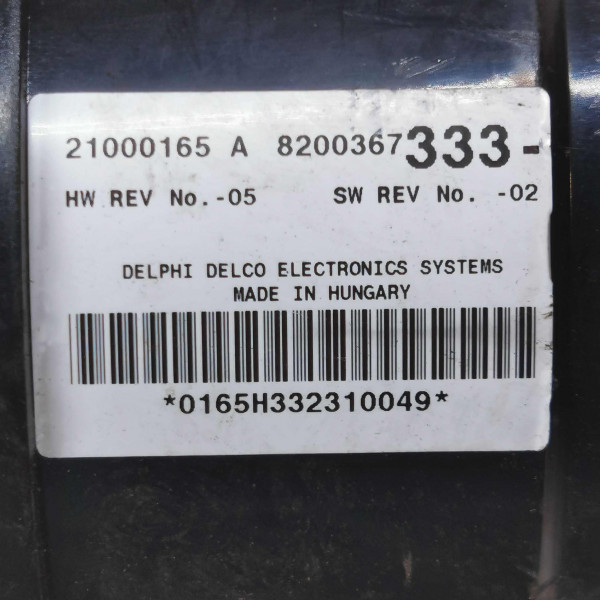 21000165 A 8200367333-
HW REV No.-05 SW REV No. -02
DELPHI DELCO ELECTRONICS SYSTEMS
MADE IN HUNGARY
*0165H332310049*